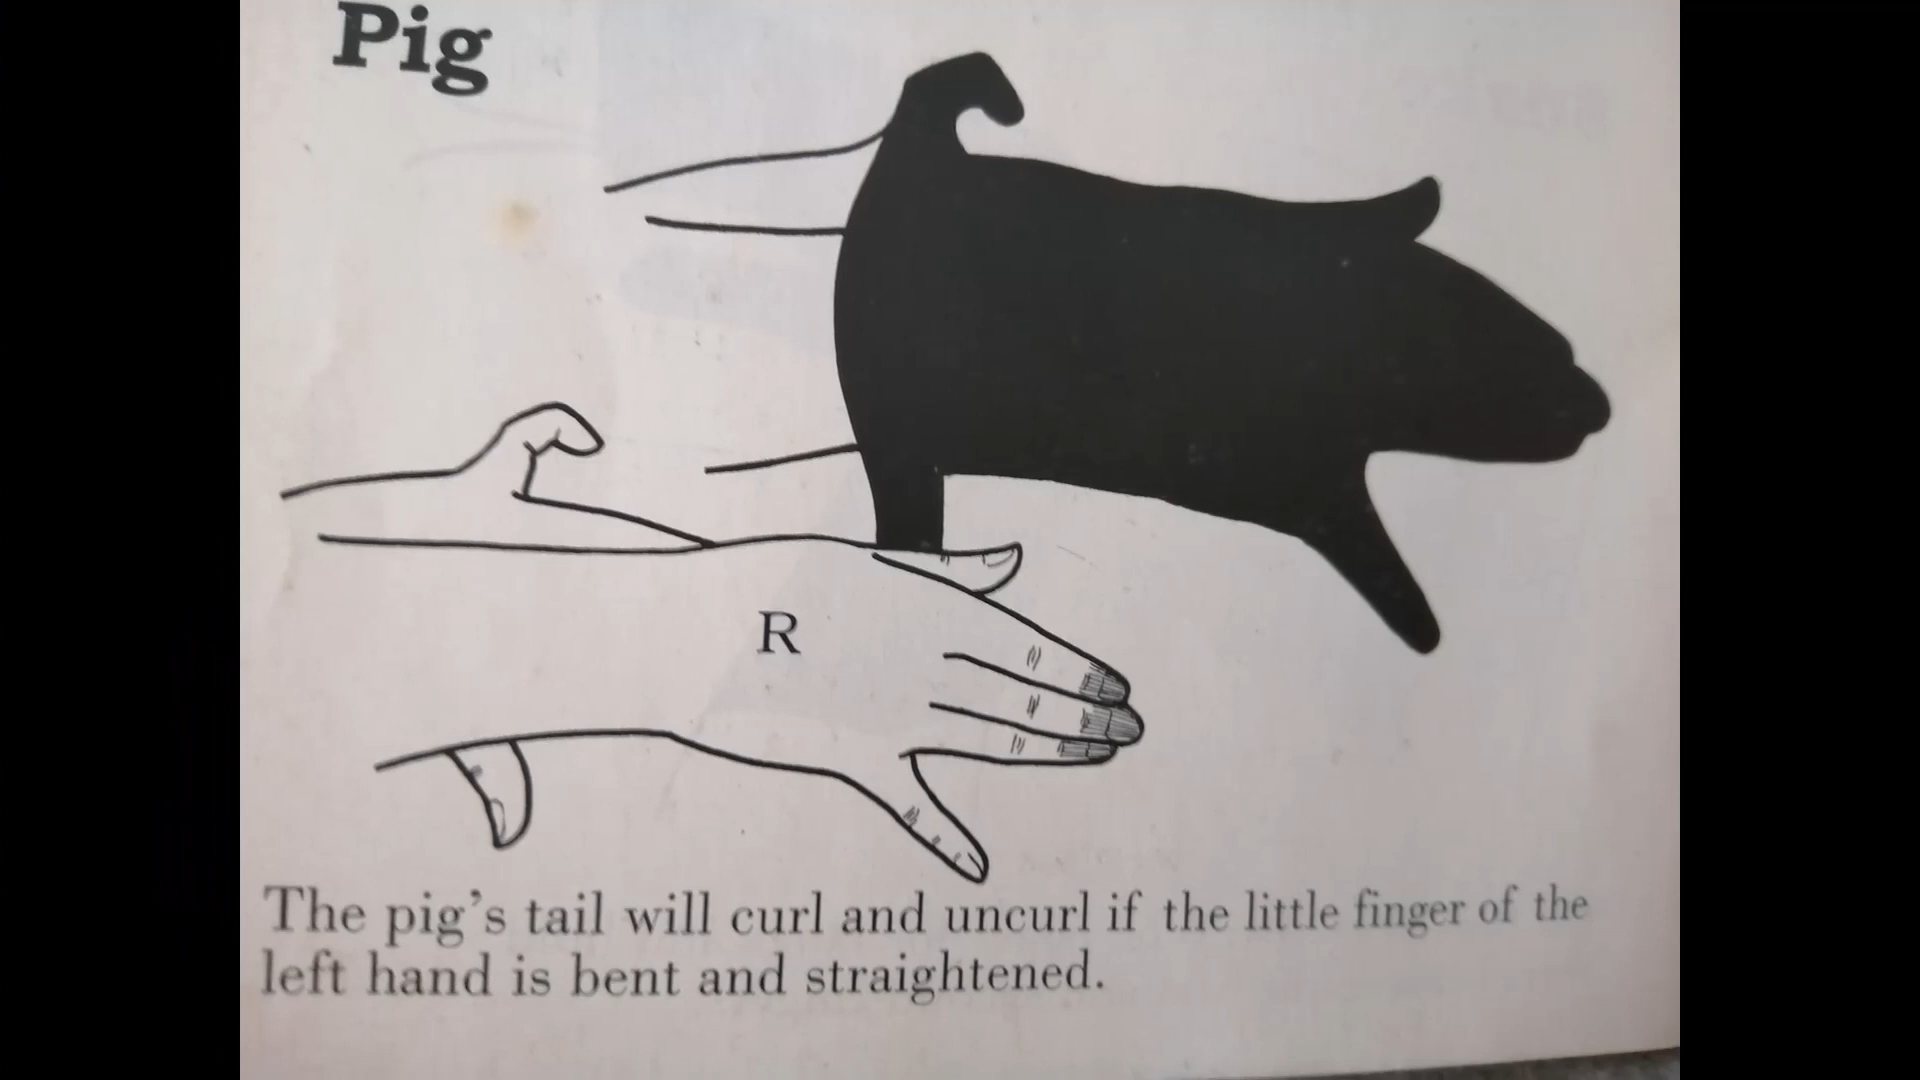 Pig
R
The pig's tail will curl and uncurl if the little finger of the
left hand is bent and straightened.